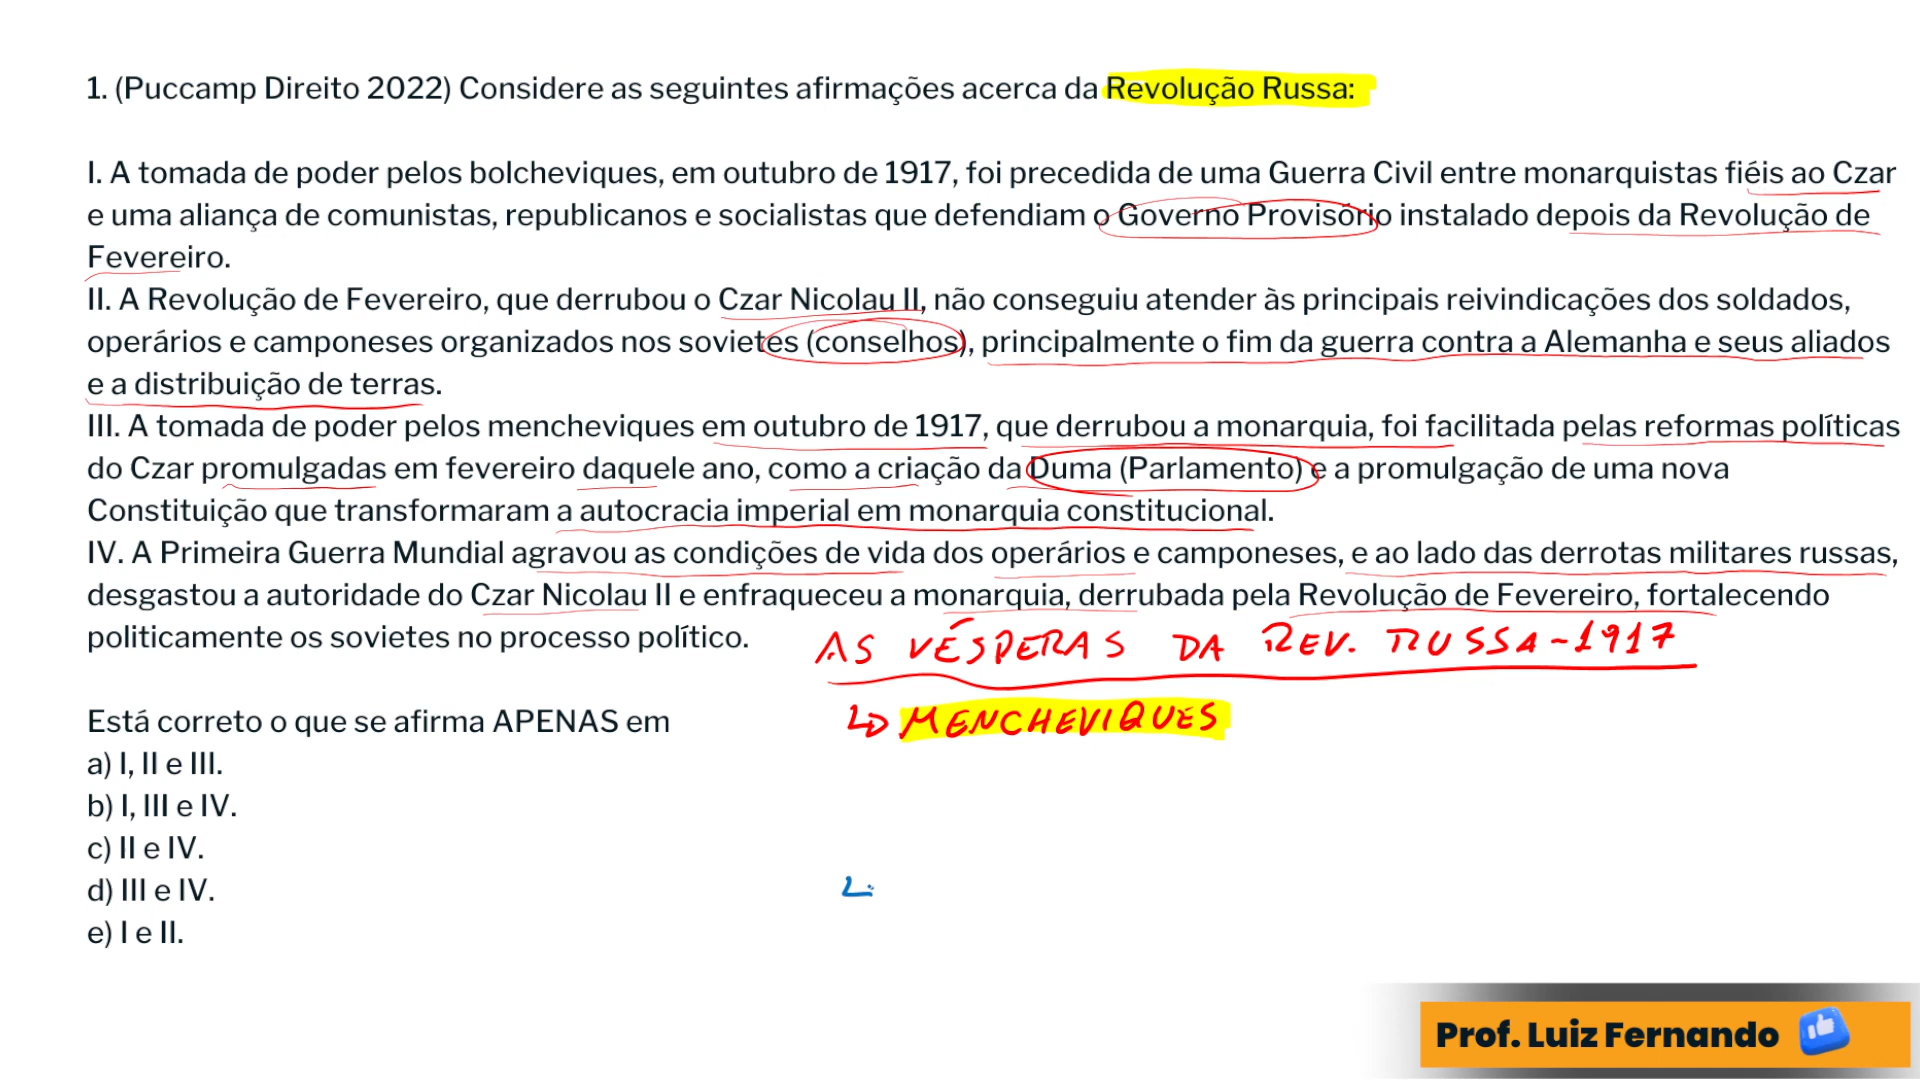 1. (Puccamp Direito 2022) Considere as seguintes afirmações acerca da Revolução Russa:
I. A tomada de poder pelos bolcheviques, em outubro de 1917, foi precedida de uma Guerra Civil entre monarquistas fiéis ao Czar
e uma aliança de comunistas, republicanos e socialistas que defendiam o Governo Provisório instalado depois da Revolução de
Fevereiro.
II. A Revolução de Fevereiro, que derrubou o Czar Nicolau II, não conseguiu atender às principais reivindicações dos soldados,
operários e camponeses organizados nos sovietes (conselhos), principalmente o fim da guerra contra a Alemanha e seus aliados
e a distribuição de terras.
III. A tomada de poder pelos mencheviques em outubro de 1917, que derrubou a monarquia, foi facilitada pelas reformas políticas
do Czar promulgadas em fevereiro daquele ano, como a criação da Duma (Parlamento) e a promulgação de uma nova
Constituição que transformaram a autocracia imperial em monarquia constitucional.
IV. A Primeira Guerra Mundial agravou as condições de vida dos operários e camponeses, e ao lado das derrotas militares russas,
desgastou a autoridade do Czar Nicolau II e enfraqueceu a monarquia, derrubada pela Revolução de Fevereiro, fortalecendo
politicamente os sovietes no processo político.
AS VÉSPERAS DA REV. RUSSA-1917
MENCHEVIQUES
Está correto o que se afirma APENAS em
a) I, II e III.
b) I, III e IV.
c) II e IV.
d) III e IV.
e) I e II.
Prof. Luiz Fernando